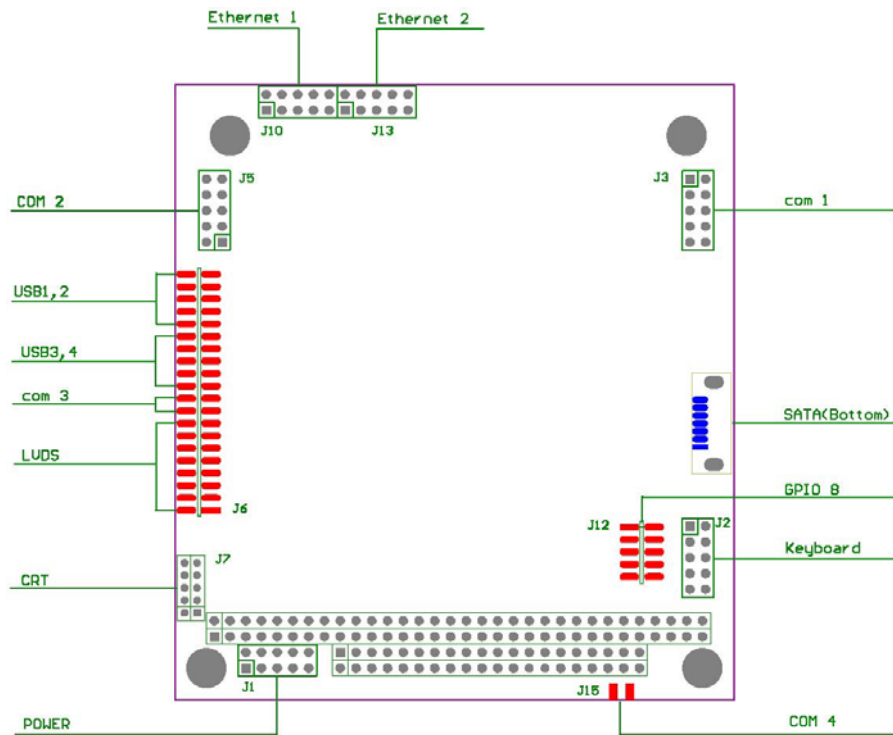 Ethernet 1
Ethernet 2
J10
J13
J5
J3
COM 2
com 1
USB1,2
USB3,4
com 3
SATA(Bottom)
LVDS
GPIO 8
J6
J12
J2
Keyboard
J7
CRT
J1
J15
POWER
COM 4